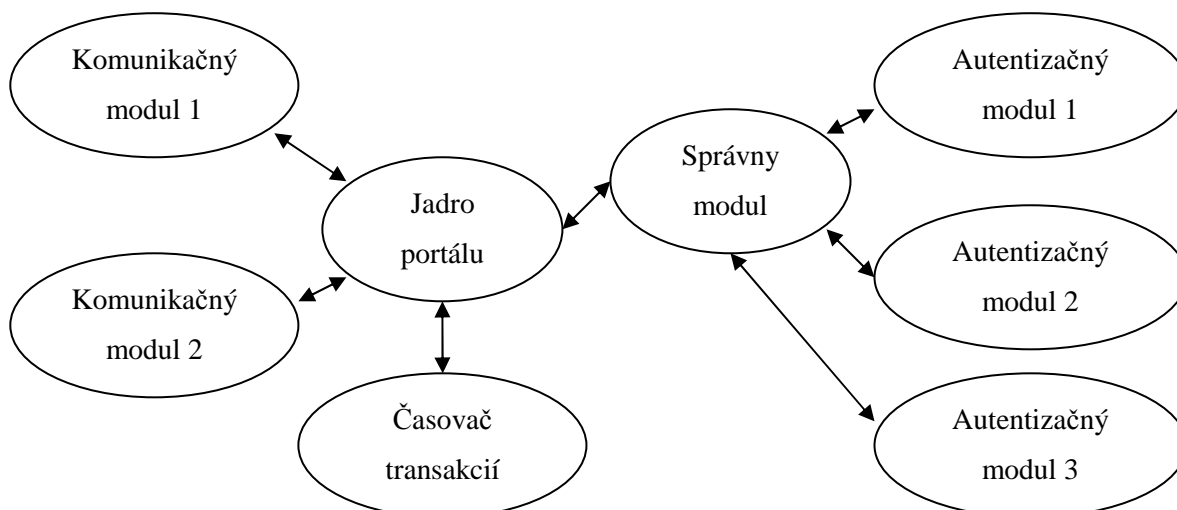 Komunikačný
modul 1
Autentizačný
modul 1
Správny
modul
Jadro
portálu
Komunikačný
modul 2
Autentizačný
modul 2
Časovač
transakcií
Autentizačný
modul 3